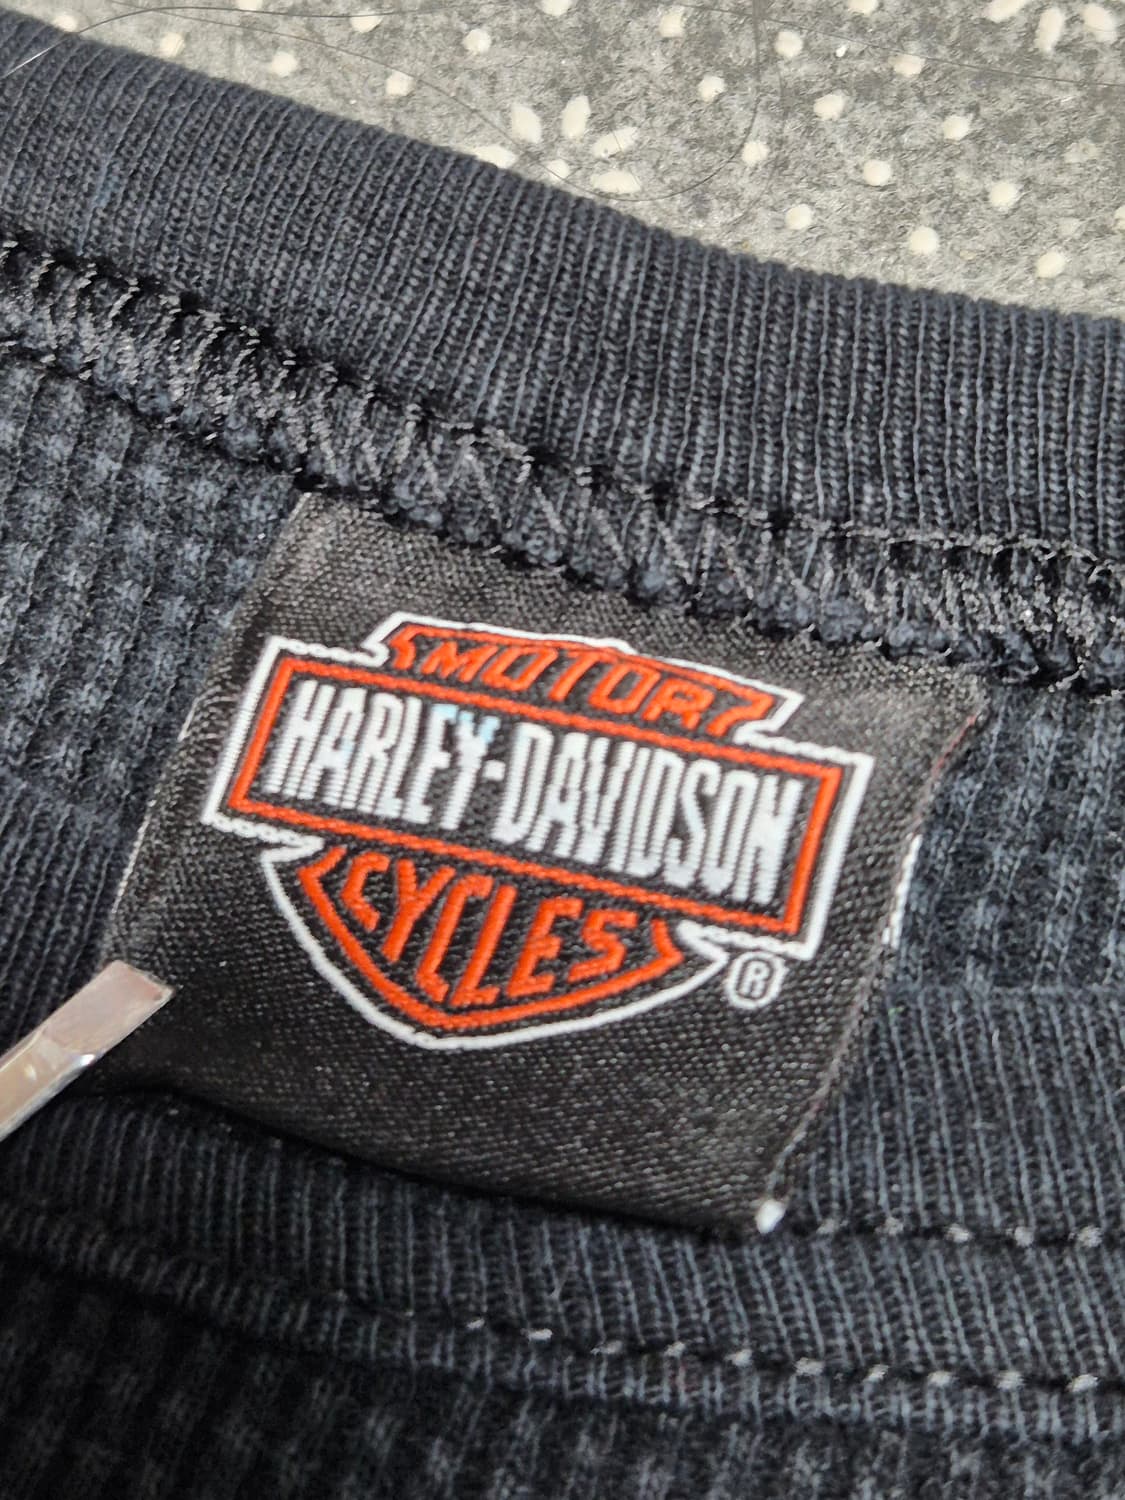 MOTOR
HARLEY-DAVIDSON
CYCLES
®